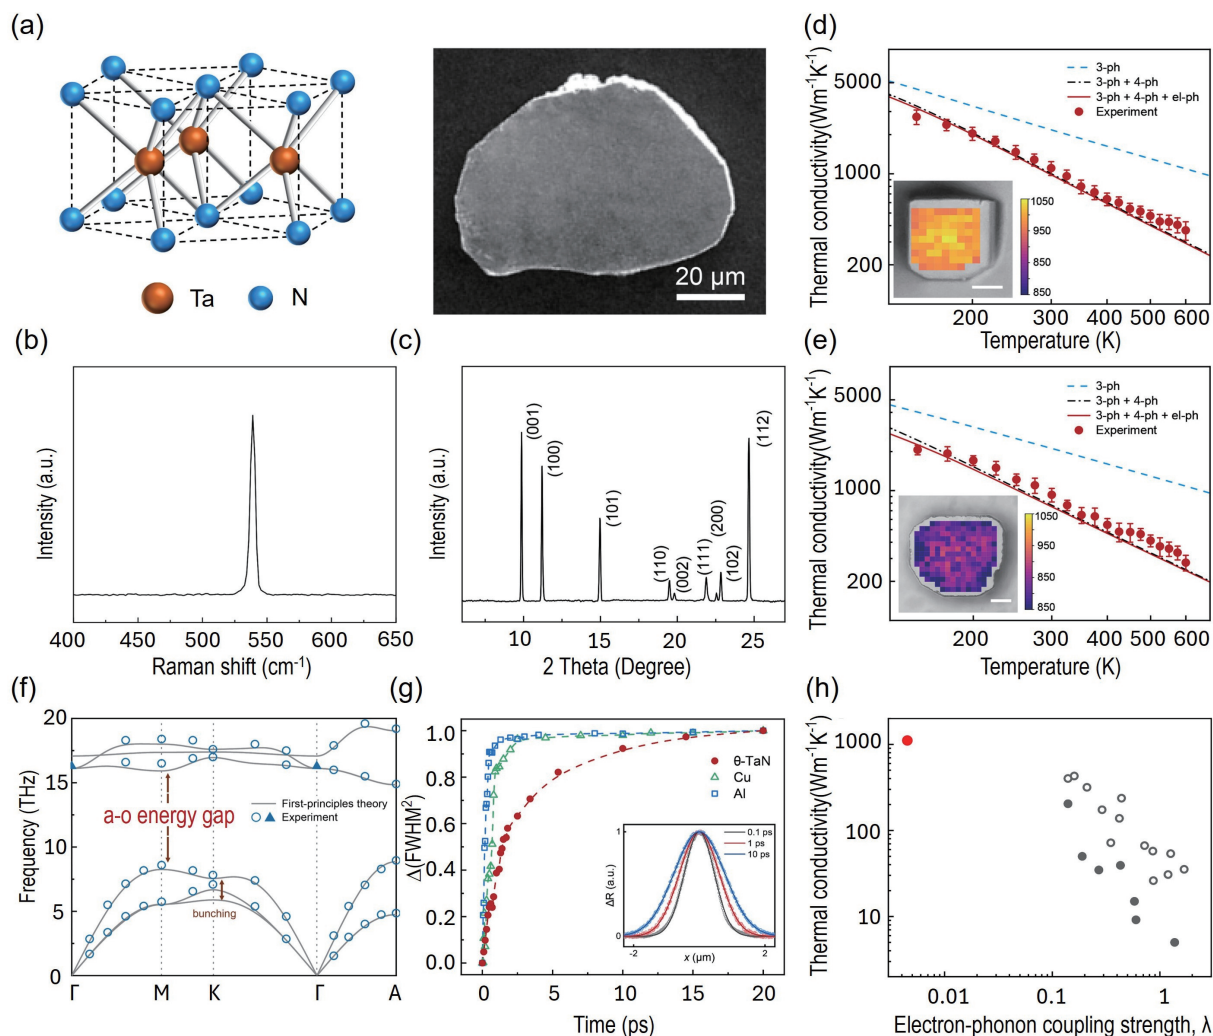 (a)
Ta
N
20 µm
(b)
Intensity (a.u.)
400
450
500
550
600
650
Raman shift (cm⁻¹)
(c)
Intensity (a.u.)
(001)
(100)
(101)
(110)
(002)
(111)
(200)
(102)
(112)
10
15
20
25
2 Theta (Degree)
(d)
Thermal conductivity(Wm⁻¹K⁻¹)
5000
1000
200
3-ph
3-ph + 4-ph
3-ph + 4-ph + el-ph
Experiment
1050
950
850
200
300
400
500
600
Temperature (K)
(e)
Thermal conductivity(Wm⁻¹K⁻¹)
5000
1000
200
3-ph
3-ph + 4-ph
3-ph + 4-ph + el-ph
Experiment
1050
950
850
200
300
400
500
600
Temperature (K)
(f)
Frequency (THz)
20
15
10
5
0
a-o energy gap
First-principles theory
Experiment
bunching
Γ
M
K
Γ
A
(g)
Δ(FWHM²)
1.0
0.8
0.6
0.4
0.2
0.0
θ-TaN
Cu
Al
ΔR (a.u.)
1
0
0.1 ps
1 ps
10 ps
-2
0
2
x (µm)
0
5
10
15
20
Time (ps)
(h)
Thermal conductivity(Wm⁻¹K⁻¹)
1000
100
10
0.01
0.1
1
Electron-phonon coupling strength, λ